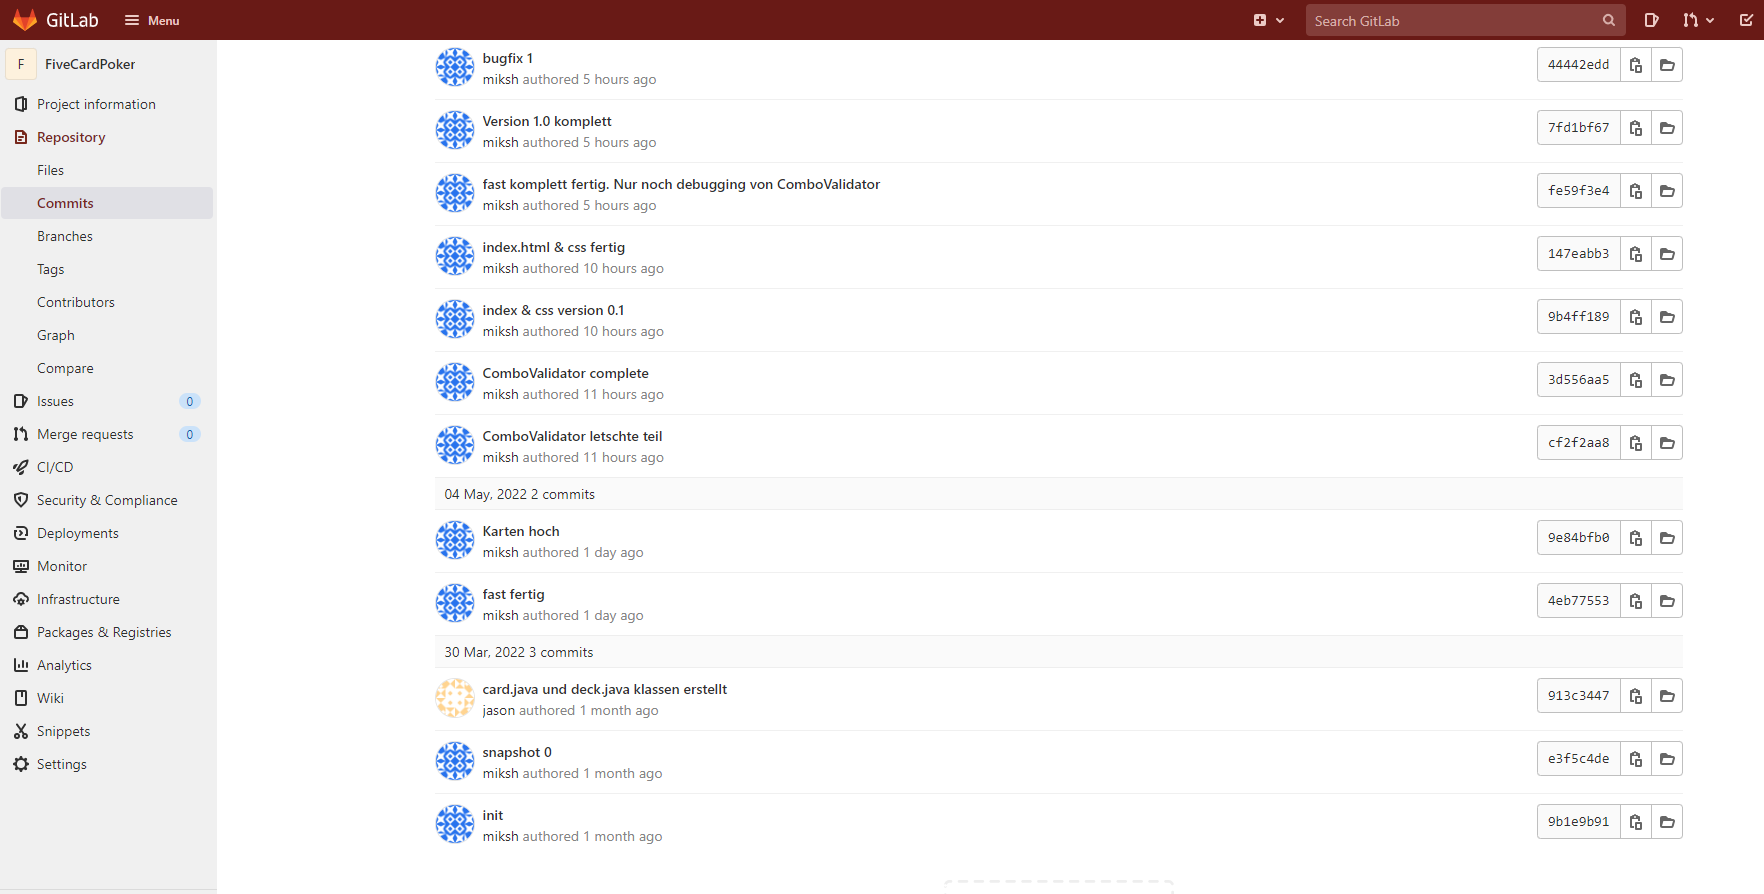 GitLab
Menu
Search GitLab
F
FiveCardPoker
Project information
Repository
Files
Commits
Branches
Tags
Contributors
Graph
Compare
Issues 0
Merge requests 0
CI/CD
Security & Compliance
Deployments
Monitor
Infrastructure
Packages & Registries
Analytics
Wiki
Snippets
Settings
bugfix 1
miksh authored 5 hours ago
44442edd
Version 1.0 komplett
miksh authored 5 hours ago
7fd1bf67
fast komplett fertig. Nur noch debugging von ComboValidator
miksh authored 5 hours ago
fe59f3e4
index.html & css fertig
miksh authored 10 hours ago
147eabb3
index & css version 0.1
miksh authored 10 hours ago
9b4ff189
ComboValidator complete
miksh authored 11 hours ago
3d556aa5
ComboValidator letschte teil
miksh authored 11 hours ago
cf2f2aa8
04 May, 2022 2 commits
Karten hoch
miksh authored 1 day ago
9e84bfb0
fast fertig
miksh authored 1 day ago
4eb77553
30 Mar, 2022 3 commits
card.java und deck.java klassen erstellt
jason authored 1 month ago
913c3447
snapshot 0
miksh authored 1 month ago
e3f5c4de
init
miksh authored 1 month ago
9b1e9b91